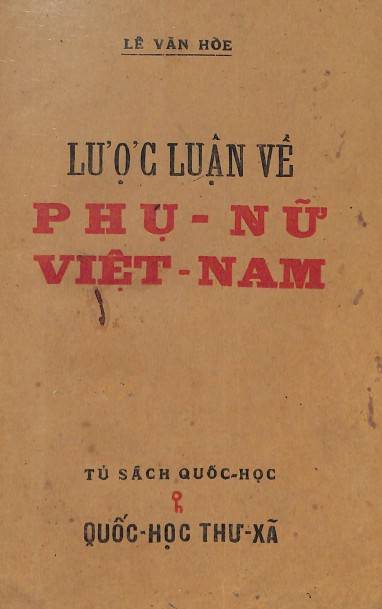 LÊ VĂN HÒE
LƯỢC LUẬN VỀ
PHỤ-NỮ
VIỆT-NAM
TỦ SÁCH QUỐC-HỌC
QUỐC-HỌC THƯ-XÃ